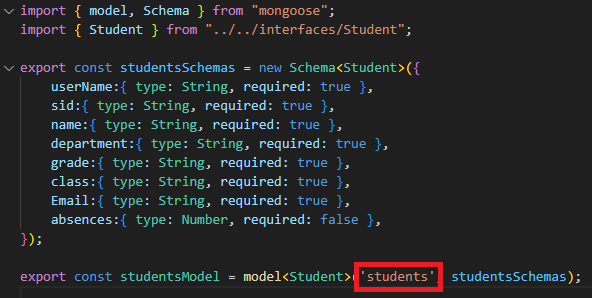 import { model, Schema } from "mongoose";
import { Student } from "../../interfaces/Student";
export const studentsSchemas = new Schema<Student>({
userName:{ type: String, required: true },
sid:{ type: String, required: true },
name:{ type: String, required: true },
department:{ type: String, required: true },
grade:{ type: String, required: true },
class:{ type: String, required: true },
Email:{ type: String, required: true },
absences:{ type: Number, required: false },
});
export const studentsModel = model<Student>('students', studentsSchemas);